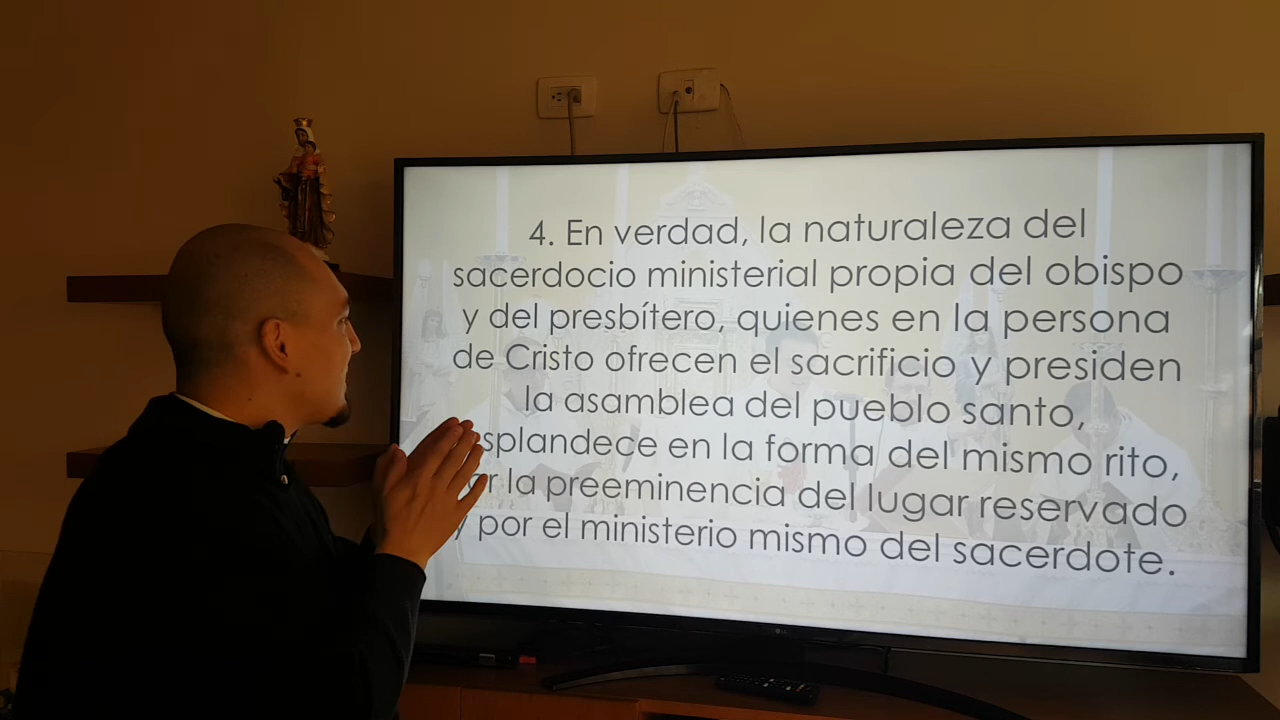 4. En verdad, la naturaleza del
sacerdocio ministerial propia del obispo
y del presbítero, quienes en la persona
de Cristo ofrecen el sacrificio y presiden
la asamblea del pueblo santo,
splandece en la forma del mismo rito,
r la preeminencia del lugar reservado
y por el ministerio mismo del sacerdote.
LG